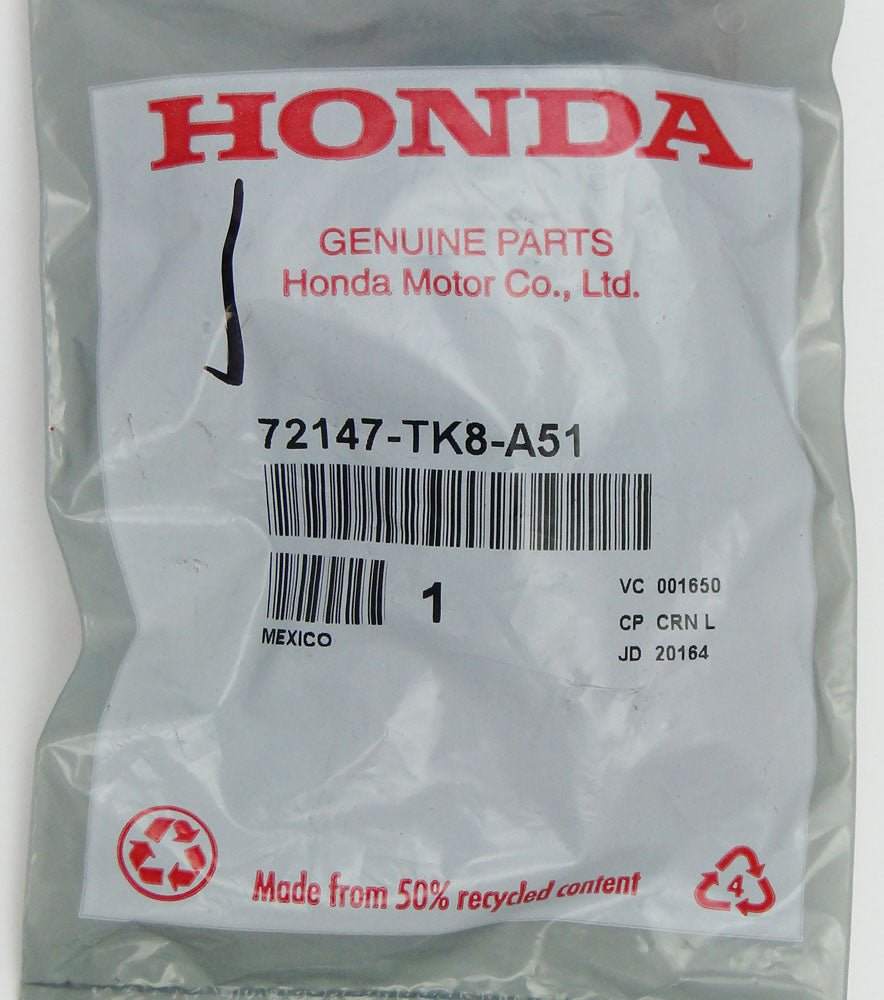 HONDA
GENUINE PARTS
Honda Motor Co., Ltd.
72147-TK8-A51
1
MEXICO
VC 001650
CP CRN L
JD 20164
Made from 50% recycled content
4